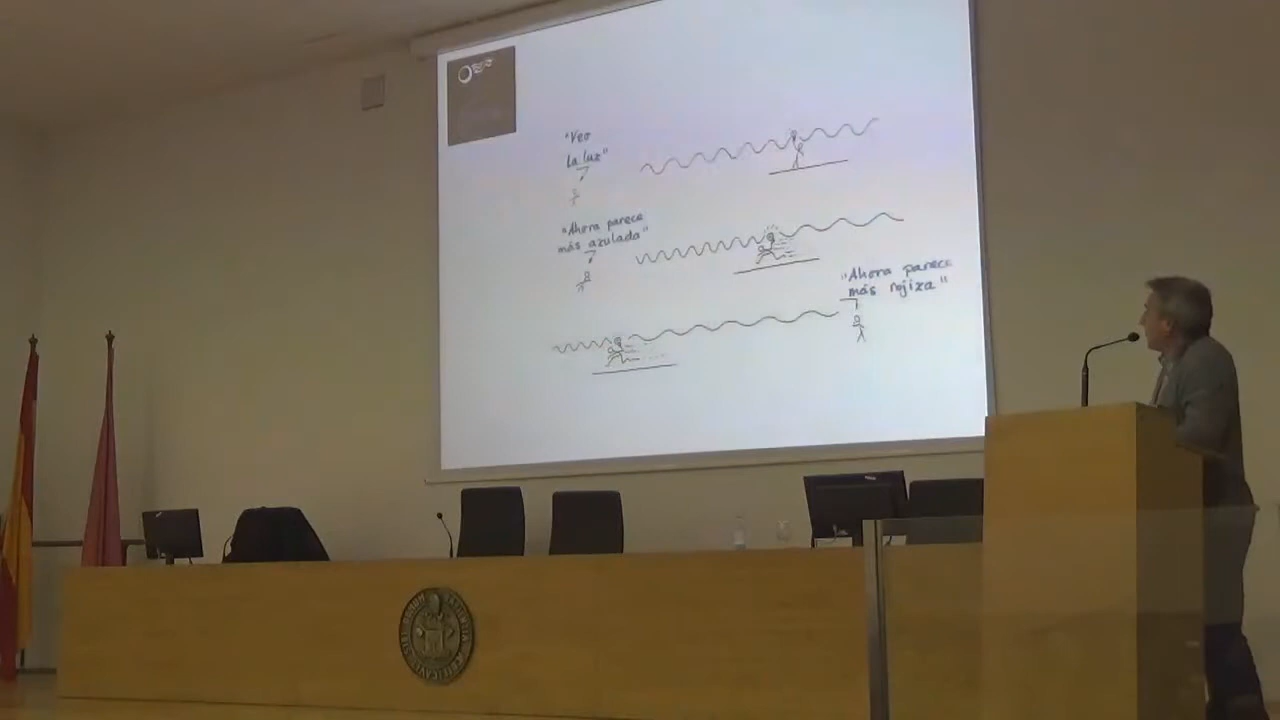 "Veo
la luz"
"Ahora parece
más azulada"
"Ahora parece
más rojiza"